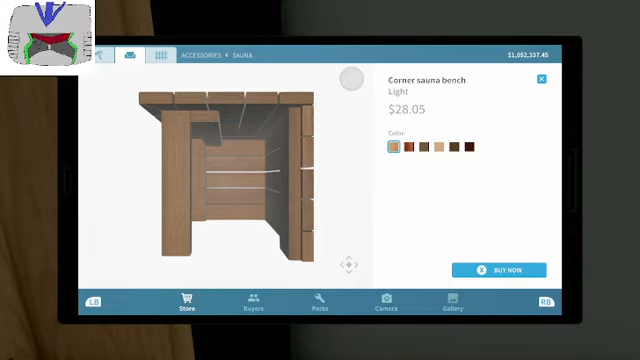 ACCESSORIES < SAUNA
$1,052,337.45
Corner sauna bench
Light
$28.05
Color:
X BUY NOW
LB
Store
Buyers
Perks
Camera
Gallery
RB